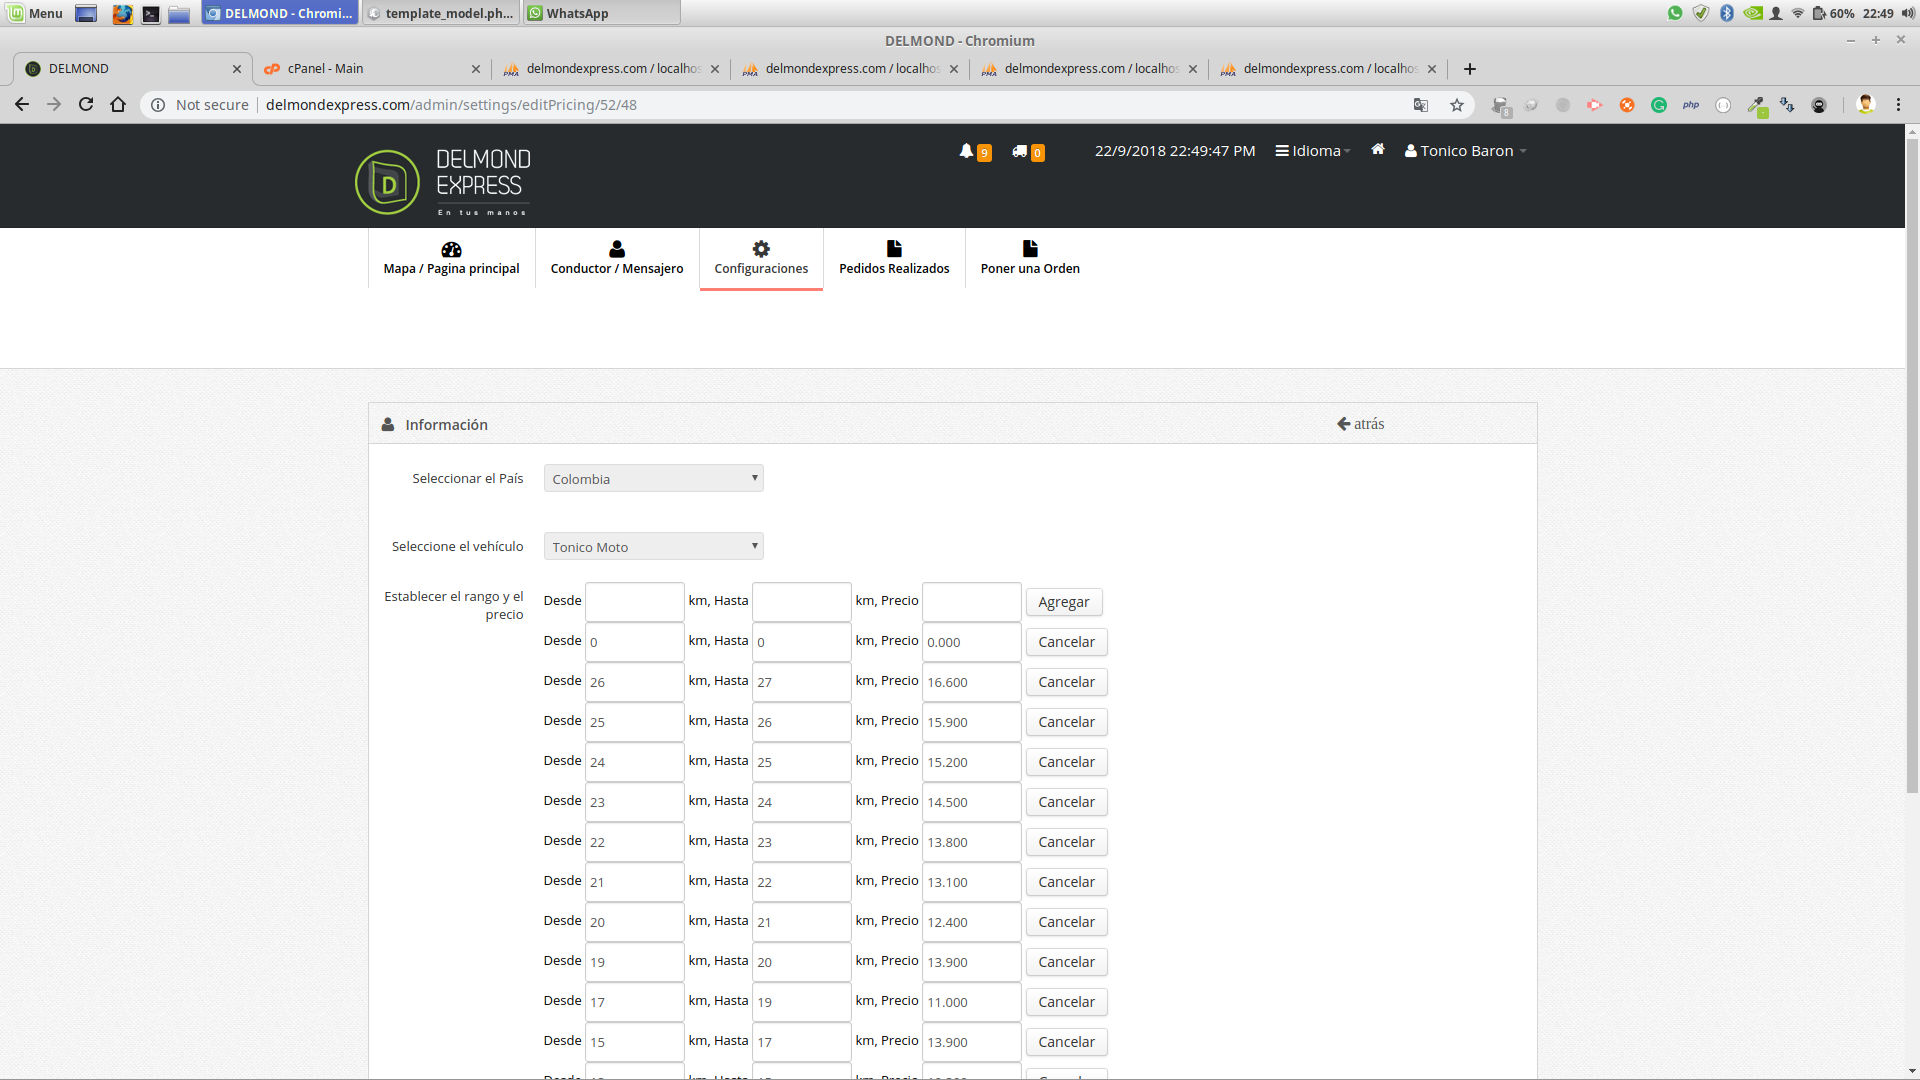 Menu
DELMOND - Chromi...
template_model.ph...
WhatsApp
60%
22:49
DELMOND - Chromium
DELMOND
cPanel - Main
delmondexpress.com / localhos
delmondexpress.com / localhos
delmondexpress.com / localhos
delmondexpress.com / localhos
Not secure
delmondexpress.com/admin/settings/editPricing/52/48
8
php
DELMOND
EXPRESS
En tus manos
9
0
22/9/2018 22:49:47 PM
Idioma
Tonico Baron
Mapa / Pagina principal
Conductor / Mensajero
Configuraciones
Pedidos Realizados
Poner una Orden
Información
atrás
Seleccionar el País
Colombia
Seleccione el vehículo
Tonico Moto
Establecer el rango y el
precio
Desde km, Hasta km, Precio Agregar
Desde 0 km, Hasta 0 km, Precio 0.000 Cancelar
Desde 26 km, Hasta 27 km, Precio 16.600 Cancelar
Desde 25 km, Hasta 26 km, Precio 15.900 Cancelar
Desde 24 km, Hasta 25 km, Precio 15.200 Cancelar
Desde 23 km, Hasta 24 km, Precio 14.500 Cancelar
Desde 22 km, Hasta 23 km, Precio 13.800 Cancelar
Desde 21 km, Hasta 22 km, Precio 13.100 Cancelar
Desde 20 km, Hasta 21 km, Precio 12.400 Cancelar
Desde 19 km, Hasta 20 km, Precio 13.900 Cancelar
Desde 17 km, Hasta 19 km, Precio 11.000 Cancelar
Desde 15 km, Hasta 17 km, Precio 13.900 Cancelar